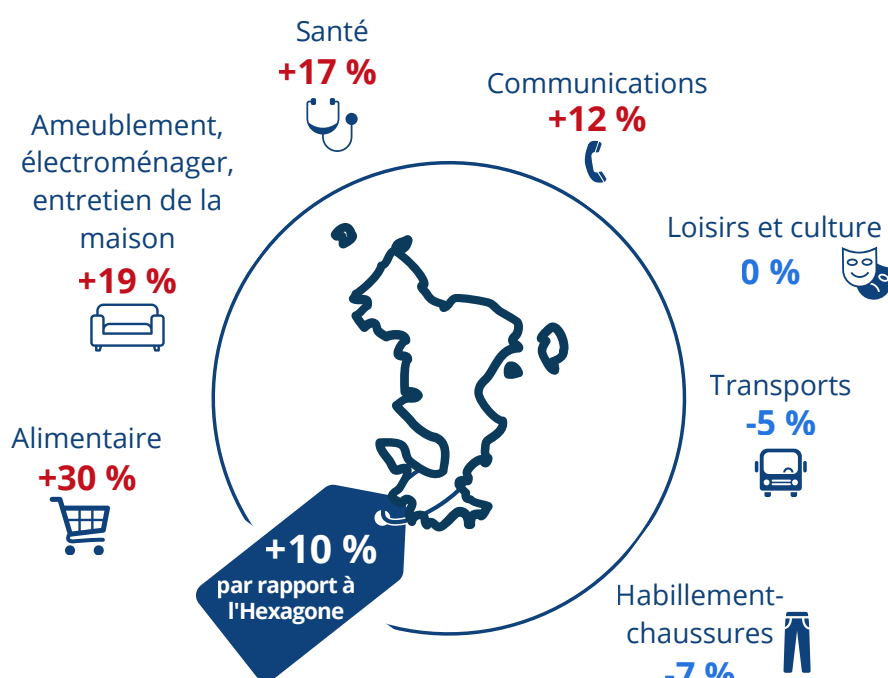 Santé
+17 %
Communications
+12 %
Ameublement,
électroménager,
entretien de la
maison
+19 %
Loisirs et culture
0 %
Transports
-5 %
Alimentaire
+30 %
+10 %
par rapport à
l'Hexagone
Habillement-
chaussures
-7 %